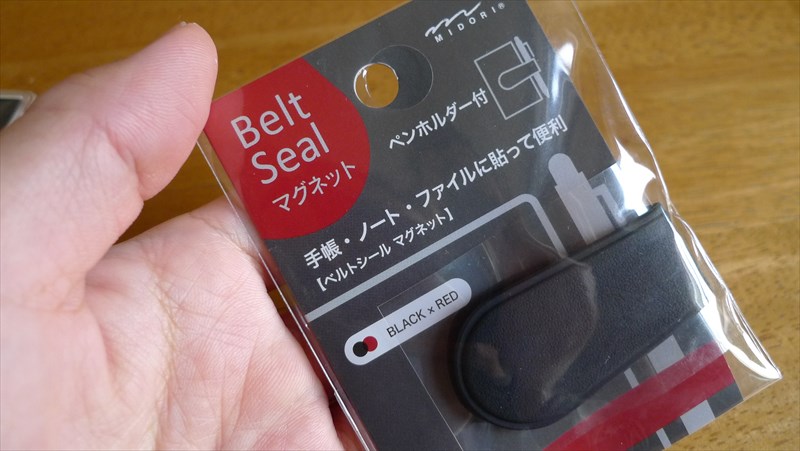 MIDORI®
Belt
Seal
マグネット
ペンホルダー付
手帳・ノート・ファイルに貼って便利
【ベルトシール マグネット】
BLACK x RED